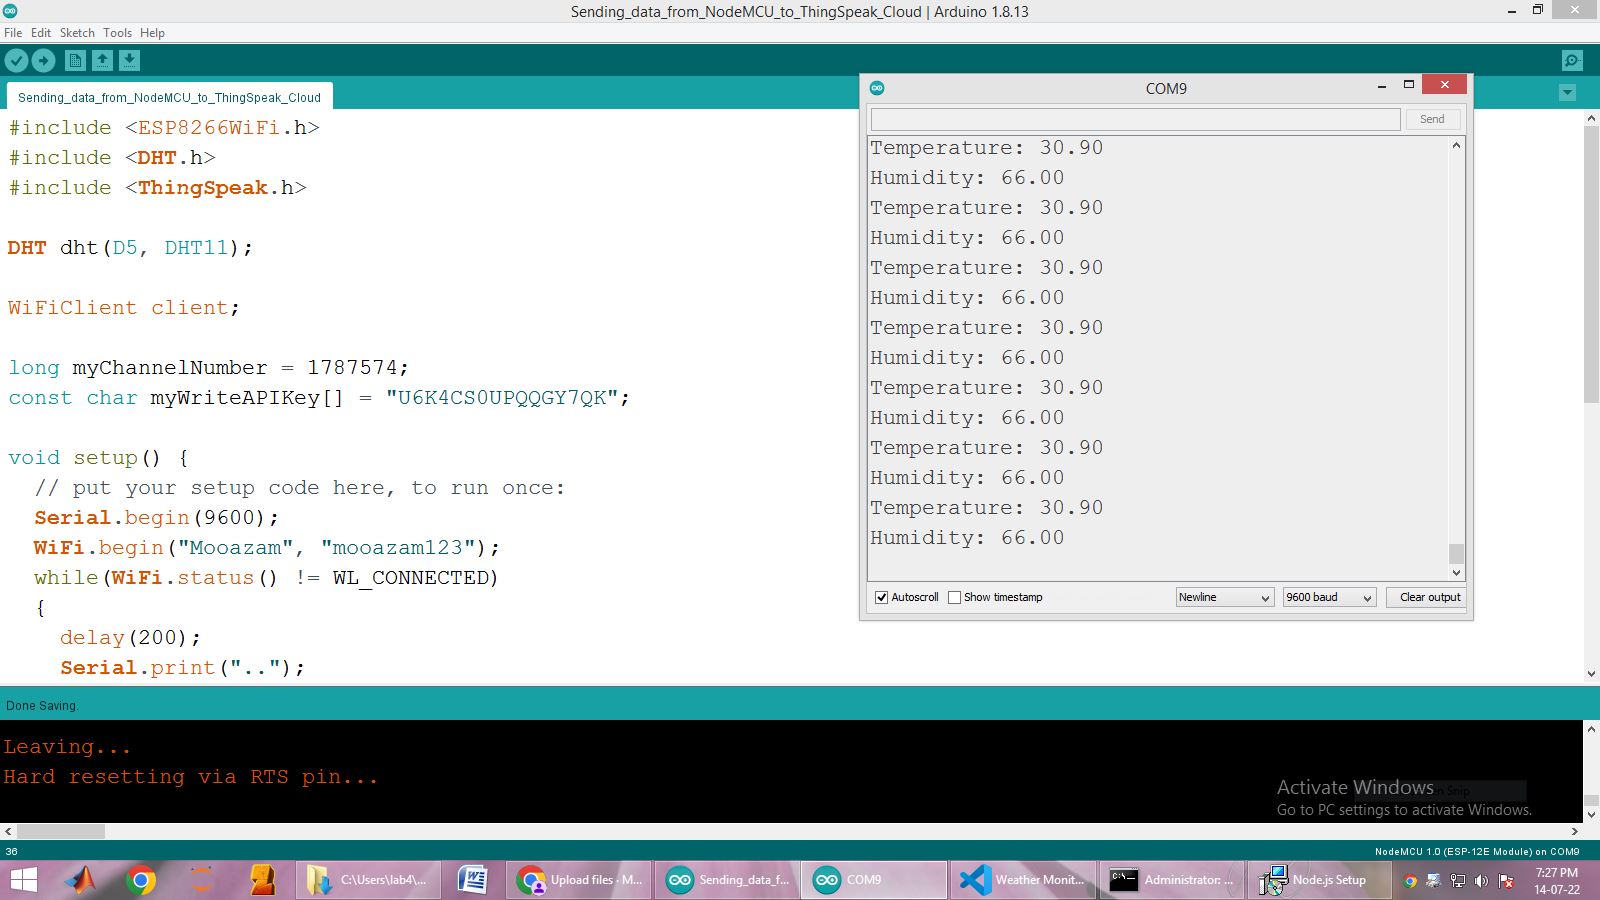 Sending_data_from_NodeMCU_to_ThingSpeak_Cloud | Arduino 1.8.13
File Edit Sketch Tools Help
Sending_data_from_NodeMCU_to_ThingSpeak_Cloud
#include <ESP8266WiFi.h>
#include <DHT.h>
#include <ThingSpeak.h>
DHT dht(D5, DHT11);
WiFiClient client;
long myChannelNumber = 1787574;
const char myWriteAPIKey[] = "U6K4CS0UPQQGY7QK";
void setup() {
// put your setup code here, to run once:
Serial.begin(9600);
WiFi.begin("Mooazam", "mooazam123");
while(WiFi.status() != WL_CONNECTED)
{
delay(200);
Serial.print("..");
COM9
Send
Temperature: 30.90
Humidity: 66.00
Temperature: 30.90
Humidity: 66.00
Temperature: 30.90
Humidity: 66.00
Temperature: 30.90
Humidity: 66.00
Temperature: 30.90
Humidity: 66.00
Temperature: 30.90
Humidity: 66.00
Temperature: 30.90
Humidity: 66.00
Autoscroll Show timestamp Newline 9600 baud Clear output
Done Saving.
Leaving...
Hard resetting via RTS pin...
Activate Windows
Go to PC settings to activate Windows.
36 NodeMCU 1.0 (ESP-12E Module) on COM9
C:\Users\lab4\... Upload files - M... Sending_data_f... COM9 Weather Monit... Administrator: ... Node.js Setup 7:27 PM
14-07-22